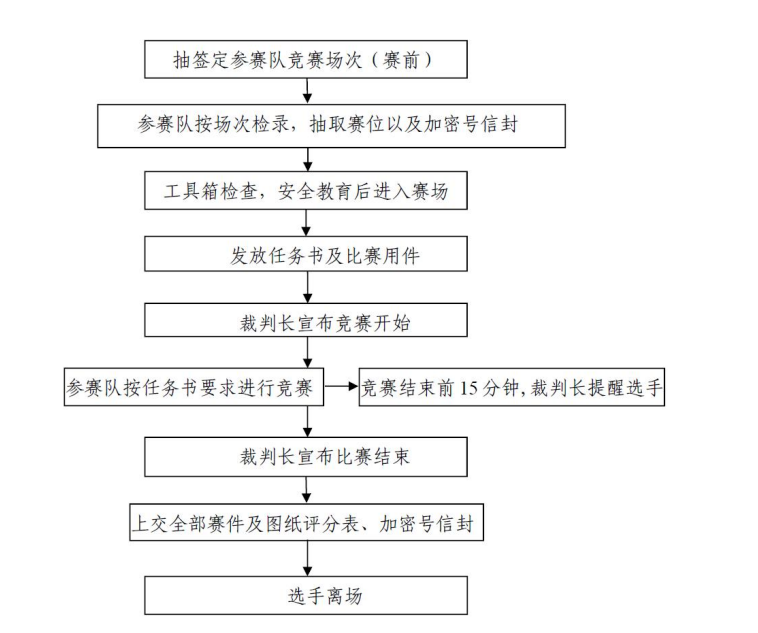 抽签定参赛队竞赛场次（赛前）
参赛队按场次检录，抽取赛位以及加密号信封
工具箱检查，安全教育后进入赛场
发放任务书及比赛用件
裁判长宣布竞赛开始
参赛队按任务书要求进行竞赛
竞赛结束前15分钟，裁判长提醒选手
裁判长宣布比赛结束
上交全部赛件及图纸评分表、加密号信封
选手离场